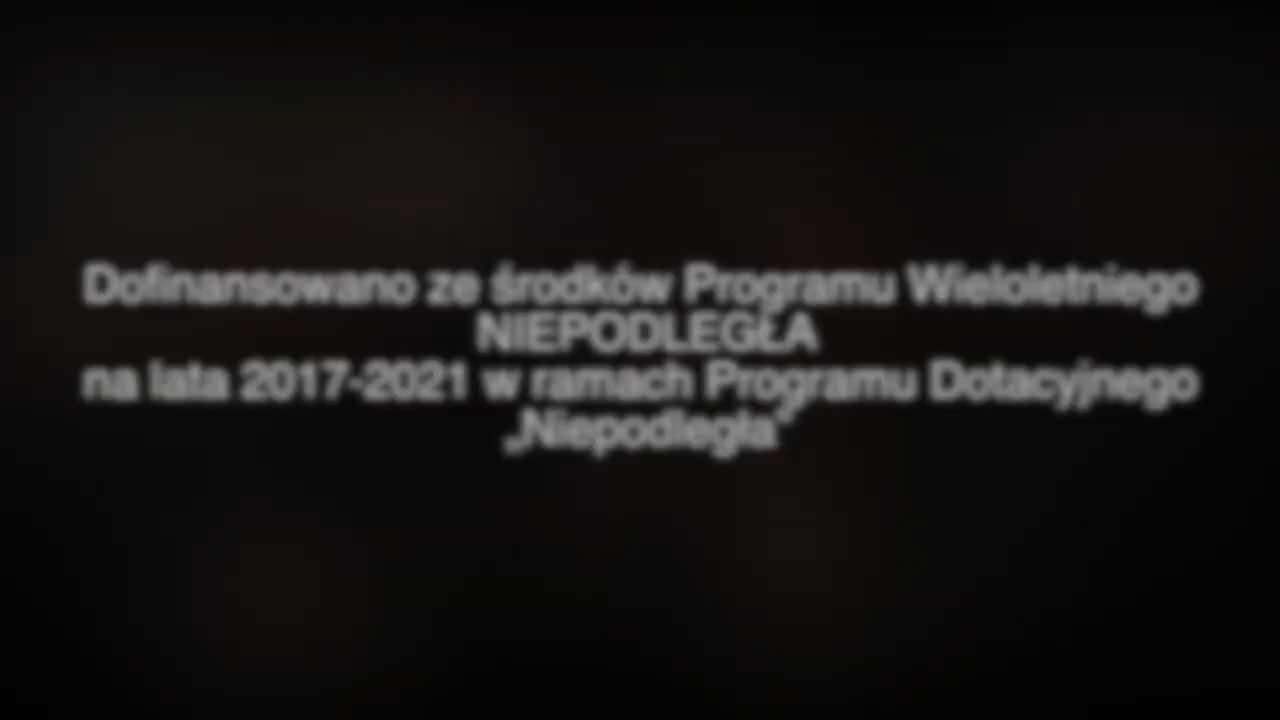 Dofinansowano ze środków Programu Wieloletniego
NIEPODLEGŁA
na lata 2017-2021 w ramach Programu Dotacyjnego
„Niepodległa”